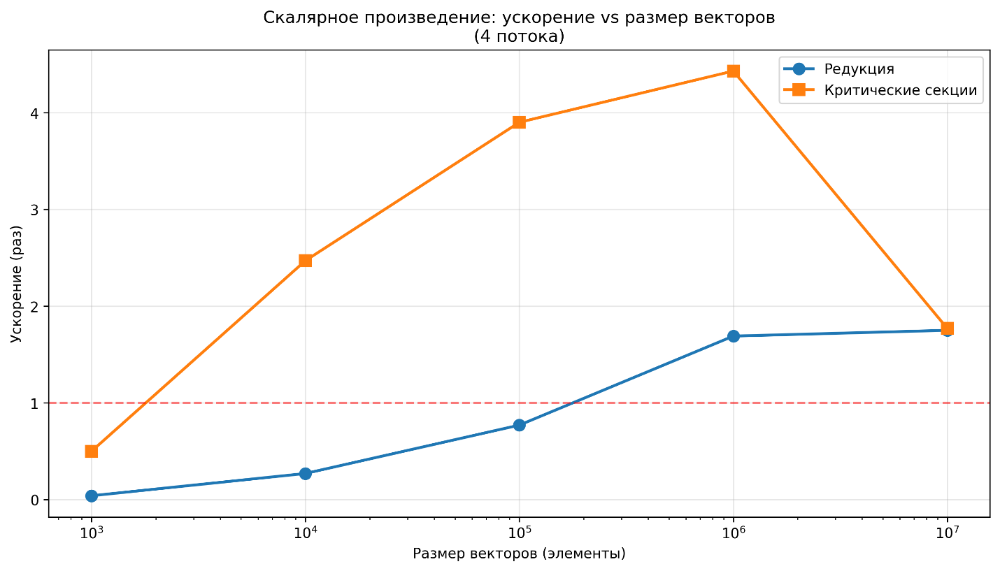 Скалярное произведение: ускорение vs размер векторов
(4 потока)
Редукция
Критические секции
Ускорение (раз)
4
3
2
1
0
10³
10⁴
10⁵
10⁶
10⁷
Размер векторов (элементы)